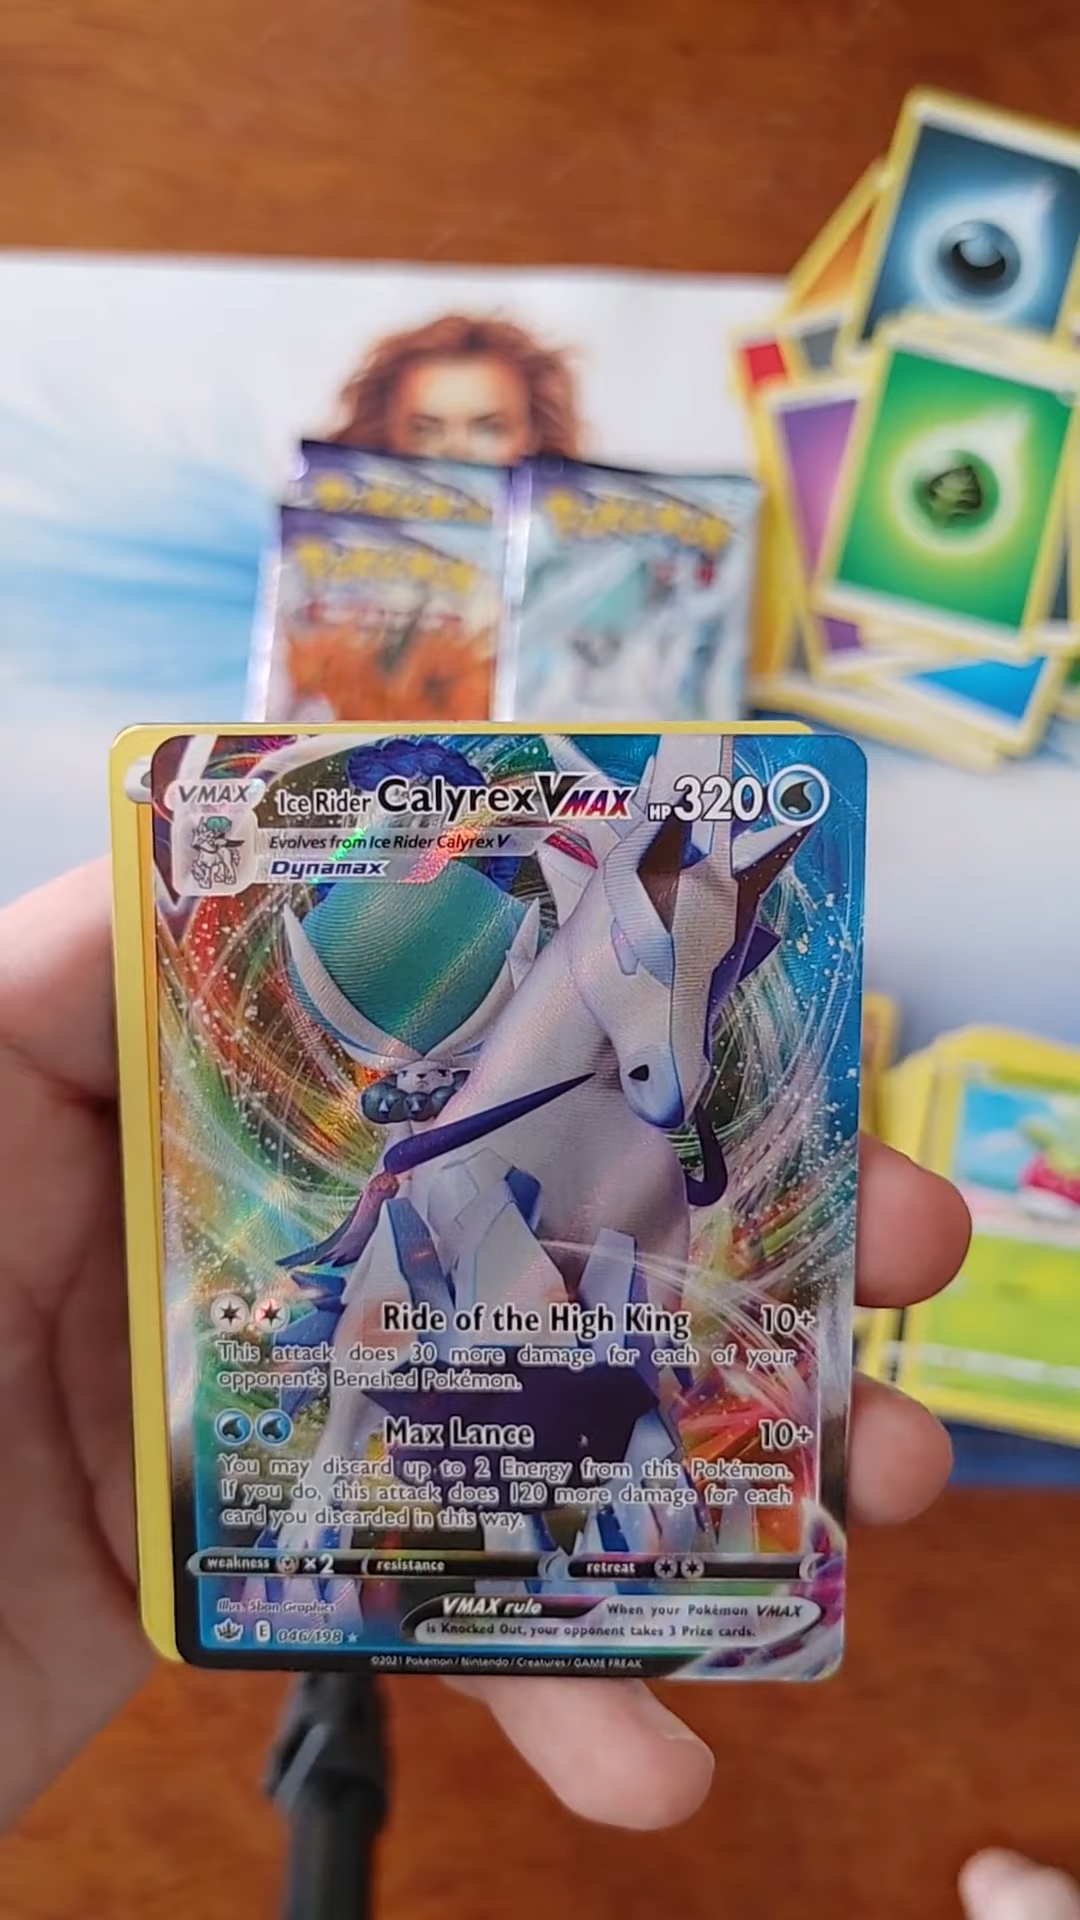 Pokémon
Pokémon
Pokémon
VMAX
Ice Rider Calyrex VMAX HP 320
Evolves from Ice Rider Calyrex V
Dynamax
Ride of the High King 10+
This attack does 30 more damage for each of your
opponent's Benched Pokémon.
Max Lance 10+
You may discard up to 2 Energy from this Pokémon.
If you do, this attack does 120 more damage for each
card you discarded in this way.
weakness ×2 resistance retreat
Illus. 5ban Graphics
VMAX rule When your Pokémon VMAX
is Knocked Out, your opponent takes 3 Prize cards.
E 046/198
©2021 Pokémon / Nintendo / Creatures / GAME FREAK